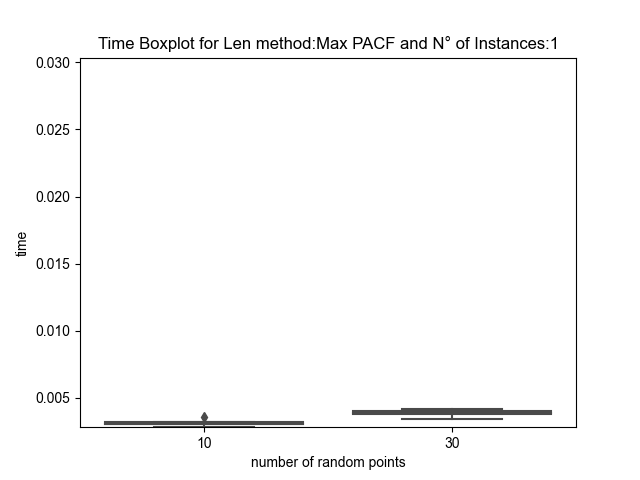 Time Boxplot for Len method:Max PACF and N° of Instances:1
0.030
0.025
0.020
0.015
0.010
0.005
time
10
30
number of random points